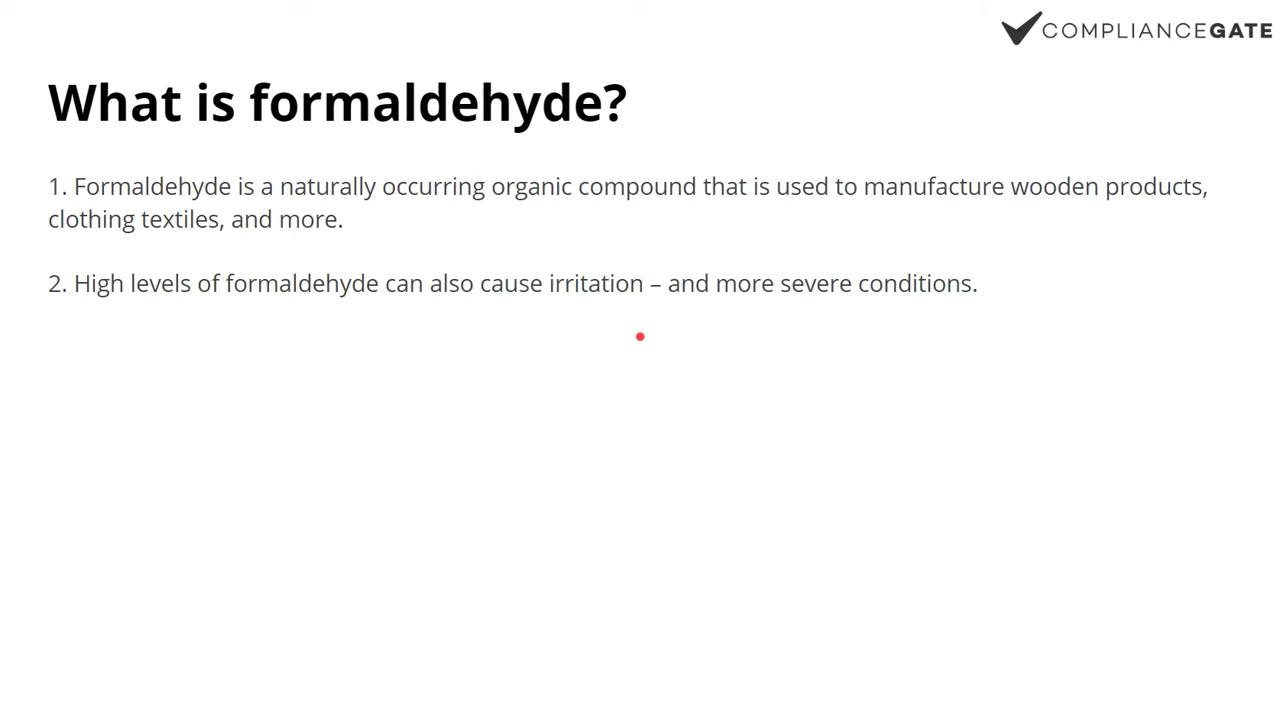 COMPLIANCEGATE
What is formaldehyde?
1. Formaldehyde is a naturally occurring organic compound that is used to manufacture wooden products,
clothing textiles, and more.
2. High levels of formaldehyde can also cause irritation – and more severe conditions.